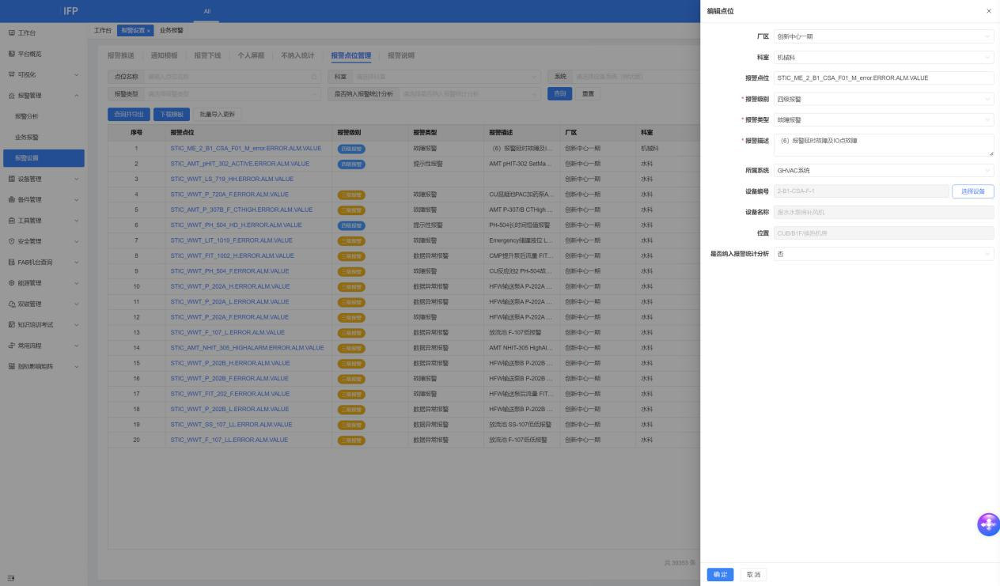 IFP
All
工作台
平台概览
可视化
报警管理
报警分析
业务报警
报警设置
设备管理
备件管理
工具管理
安全管理
FAB机台查询
能源管理
双碳管理
知识培训考试
常用流程
指标影响矩阵
工作台 报警设置 × 业务报警
报警推送 通知模板 报警下线 个人屏蔽 不纳入统计 报警点位管理 报警说明
点位名称 请输入点位名称 科室 请选择科室 系统
报警类型 请选择报警类型 是否纳入报警统计分析 请选择是否纳入报警统计分析 查询 重置
查询并导出 下载模板 批量导入更新
序号 报警点位 报警级别 报警类型 报警描述 厂区 科室
1 STIC_ME_2_B1_CSA_F01_M_error.ERROR.ALM.VALUE 四级报警 故障报警 （6）报警延时故障及I... 创新中心一期 机械科
2 STIC_AMT_pHIT_302_ACTIVE.ERROR.ALM.VALUE 四级报警 提示性报警 AMT pHIT-302 SetMa... 创新中心一期 水科
3 STIC_WWT_LS_719_HH.ERROR.ALM.VALUE 创新中心一期 水科
4 STIC_WWT_P_720A_F.ERROR.ALM.VALUE 三级报警 故障报警 CU混凝池PAC加药泵A... 创新中心一期 水科
5 STIC_AMT_P_307B_F_CTHIGH.ERROR.ALM.VALUE 三级报警 故障报警 AMT P-307/B CTHigh ... 创新中心一期 水科
6 STIC_WWT_PH_504_HD_H.ERROR.ALM.VALUE 四级报警 提示性报警 PH-504长时间恒值报警 创新中心一期 水科
7 STIC_WWT_LIT_1019_F.ERROR.ALM.VALUE 三级报警 故障报警 Emergency储罐液位 L... 创新中心一期 水科
8 STIC_WWT_FIT_1002_H.ERROR.ALM.VALUE 三级报警 数据异常报警 CMP提升泵后流量 FIT... 创新中心一期 水科
9 STIC_WWT_PH_504_F.ERROR.ALM.VALUE 三级报警 故障报警 CU反应池2 PH-504故... 创新中心一期 水科
10 STIC_WWT_P_202A_H.ERROR.ALM.VALUE 三级报警 数据异常报警 HFW输送泵A P-202A ... 创新中心一期 水科
11 STIC_WWT_P_202A_L.ERROR.ALM.VALUE 三级报警 数据异常报警 HFW输送泵A P-202A ... 创新中心一期 水科
12 STIC_WWT_P_202A_F.ERROR.ALM.VALUE 三级报警 故障报警 HFW输送泵A P-202A ... 创新中心一期 水科
13 STIC_WWT_F_107_L.ERROR.ALM.VALUE 三级报警 数据异常报警 放流池 F-107低报警 创新中心一期 水科
14 STIC_AMT_NHIT_305_HIGHALARM.ERROR.ALM.VALUE 三级报警 数据异常报警 AMT NHIT-305 HighAl... 创新中心一期 水科
15 STIC_WWT_P_202B_H.ERROR.ALM.VALUE 三级报警 数据异常报警 HFW输送泵B P-202B ... 创新中心一期 水科
16 STIC_WWT_P_202B_F.ERROR.ALM.VALUE 三级报警 故障报警 HFW输送泵B P-202B ... 创新中心一期 水科
17 STIC_WWT_FIT_202_F.ERROR.ALM.VALUE 三级报警 故障报警 HFW输送泵后流量 FIT... 创新中心一期 水科
18 STIC_WWT_P_202B_L.ERROR.ALM.VALUE 三级报警 数据异常报警 HFW输送泵B P-202B ... 创新中心一期 水科
19 STIC_WWT_SS_107_LL.ERROR.ALM.VALUE 三级报警 数据异常报警 放流池 SS-107低低报警 创新中心一期 水科
20 STIC_WWT_F_107_LL.ERROR.ALM.VALUE 三级报警 数据异常报警 放流池 F-107低低报警 创新中心一期 水科
共 39353 条
编辑点位 ×
厂区 创新中心一期
科室 机械科
报警点位 STIC_ME_2_B1_CSA_F01_M_error.ERROR.ALM.VALUE
* 报警级别 四级报警
* 报警类型 故障报警
* 报警描述 （6）报警延时故障及IO点故障
所属系统 GHVAC系统
设备编号 2-B1-CSA-F-1 选择设备
设备名称 废水水泵房补风机
位置 CUB/B1F/换热机房
是否纳入报警统计分析 否
确 定 取 消